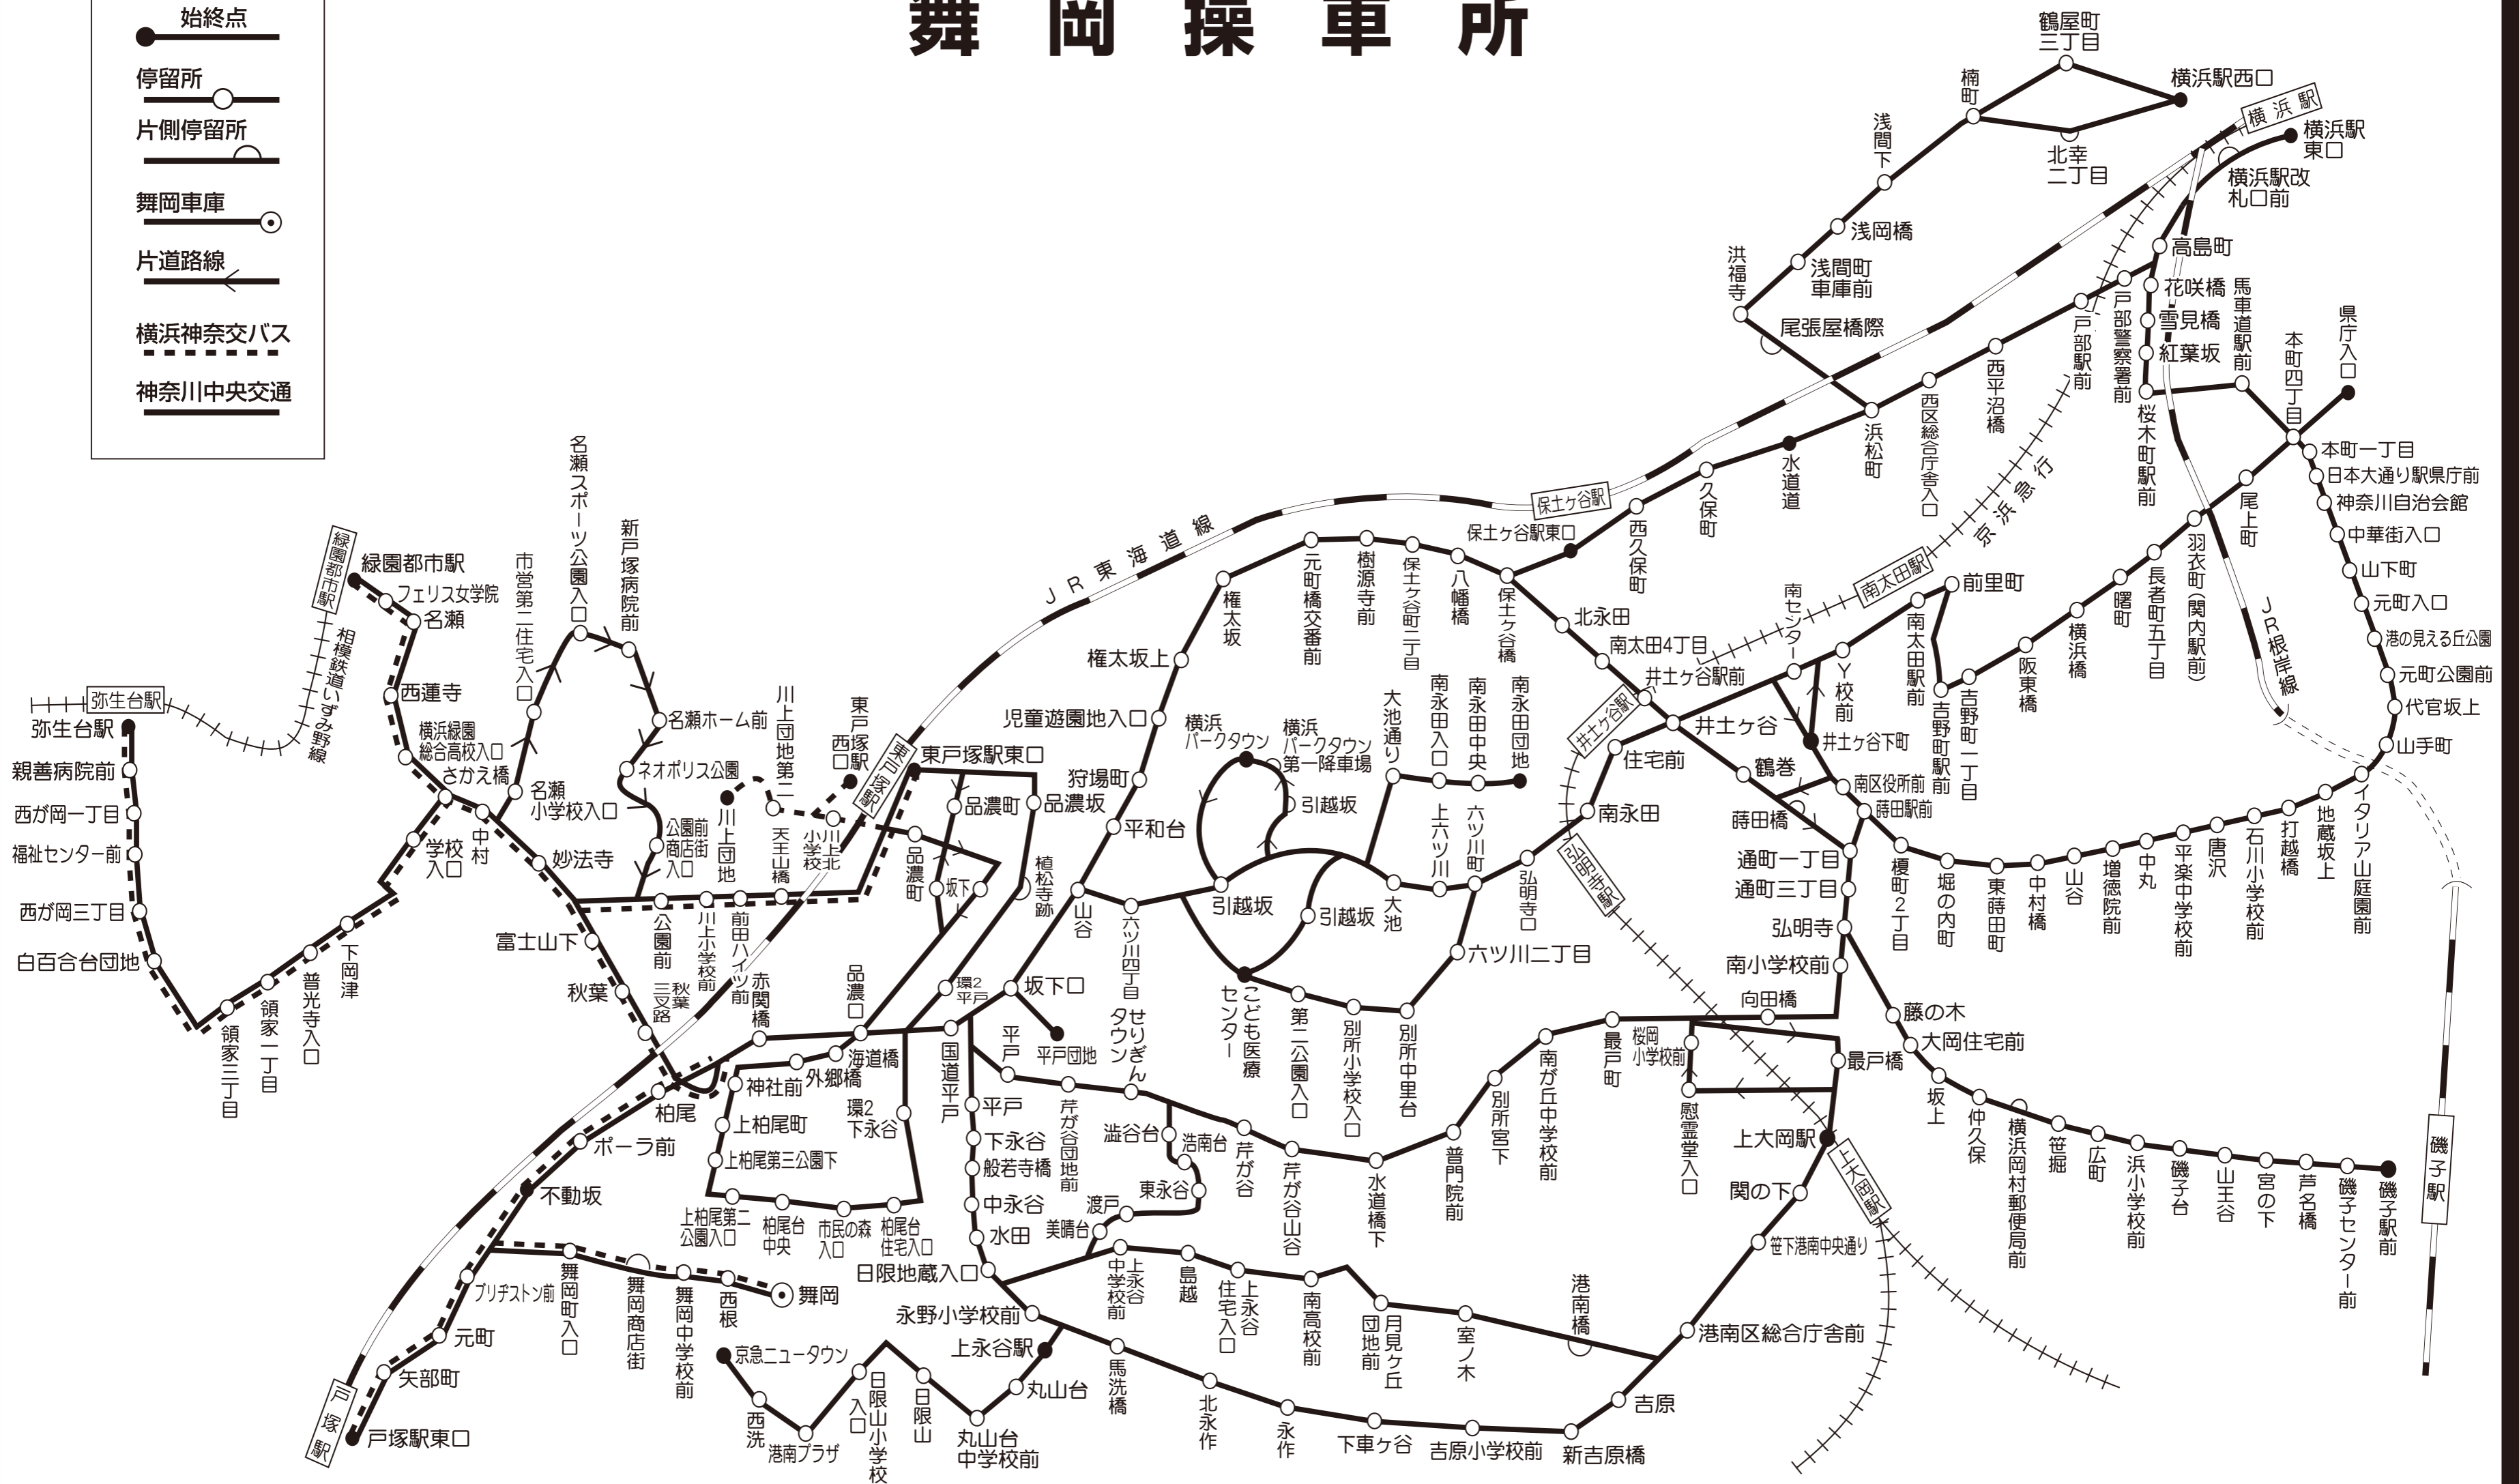 舞岡操車所
始終点
停留所
片側停留所
舞岡車庫
片道路線
横浜神奈交バス
神奈川中央交通
鶴屋町
三丁目
横浜駅西口
楠町
北幸
二丁目
横浜駅
横浜駅
東口
横浜駅改
札口前
浅間下
浅岡橋
浅間町
車庫前
洪福寺
尾張屋橋際
高島町
花咲橋
雪見橋
紅葉坂
馬車道駅前
本町四丁目
県庁入口
戸部警察署前
戸部駅前
西平沼橋
西区総合庁舎入口
浜松町
水道道
久保町
西久保町
桜木町駅前
本町一丁目
日本大通り駅県庁前
神奈川自治会館
中華街入口
山下町
元町入口
港の見える丘公園
元町公園前
代官坂上
山手町
イタリア山庭園前
地蔵坂上
打越橋
石川小学校前
唐沢
平楽中学校前
中丸
増徳院前
山谷
中村橋
東蒔田町
堀の内町
榎町2丁目
蒔田駅前
南区役所前
井土ヶ谷下町
尾上町
羽衣町(関内駅前)
長者町五丁目
曙町
横浜橋
阪東橋
吉野町一丁目
吉野町駅前
前里町
南太田駅前
Y校前
南センター
南太田駅
京浜急行
JR根岸線
JR東海道線
保土ヶ谷駅
保土ヶ谷駅東口
保土ヶ谷橋
八幡橋
保土ヶ谷町二丁目
樹源寺前
元町橋交番前
権太坂
権太坂上
児童遊園地入口
狩場町
平和台
山谷
坂下口
平戸団地
北永田
南太田4丁目
井土ヶ谷駅前
井土ヶ谷駅
井土ヶ谷
住宅前
南永田
弘明寺口
弘明寺駅
鶴巻
蒔田橋
通町一丁目
通町三丁目
弘明寺
南小学校前
向田橋
桜岡
小学校前
最戸町
最戸橋
慰霊堂入口
上大岡駅
上大岡駅
関の下
笹下港南中央通り
港南区総合庁舎前
吉原
新吉原橋
吉原小学校前
下車ヶ谷
永作
北永作
馬洗橋
永野小学校前
日限地蔵入口
藤の木
大岡住宅前
坂上
仲久保
横浜岡村郵便局前
笹堀
広町
浜小学校前
磯子台
山王谷
宮の下
芦名橋
磯子センター前
磯子駅前
磯子駅
南永田団地
南永田中央
南永田入口
大池通り
横浜
パークタウン
横浜
パークタウン
第一降車場
引越坂
引越坂
引越坂
大池
上六ツ川
六ツ川町
六ツ川二丁目
六ツ川四丁目
こども医療
センター
第二公園入口
別所小学校入口
別所中里台
南が丘中学校前
別所宮下
普門院前
水道橋下
芹が谷山谷
芹が谷
せりぎん
タウン
芹が谷団地前
平戸
国道平戸
平戸
下永谷
般若寺橋
中永谷
水田
澁谷台
浩南台
東永谷
渡戸
美晴台
上永谷
中学校前
島越
上永谷
住宅入口
南高校前
月見ヶ丘
団地前
室ノ木
港南橋
上永谷駅
丸山台
丸山台
中学校前
日限山
日限山小学校
入口
港南プラザ
西洗
京急ニュータウン
緑園都市駅
緑園都市駅
フェリス女学院
名瀬
西蓮寺
横浜緑園
総合高校入口
さかえ橋
相模鉄道いずみ野線
弥生台駅
弥生台駅
親善病院前
西が岡一丁目
福祉センター前
西が岡三丁目
白百合台団地
領家三丁目
領家一丁目
普光寺入口
下岡津
学校
入口
中村
名瀬
小学校入口
市営第二住宅入口
名瀬スポーツ公園入口
新戸塚病院前
名瀬ホーム前
ネオポリス公園
公園前
商店街
入口
妙法寺
富士山下
秋葉
秋葉
三叉路
公園前
川上小学校前
前田ハイツ前
天王山橋
川上団地
川上団地第二
川上北
小学校
東戸塚駅
西口
東戸塚駅
東戸塚駅東口
品濃町
品濃坂
品濃町
坂下
植松寺跡
環2
平戸
品濃口
赤関橋
海道橋
外郷橋
神社前
上柏尾町
上柏尾第三公園下
上柏尾第二
公園入口
柏尾台
中央
市民の森
入口
柏尾台
住宅入口
環2
下永谷
柏尾
ポーラ前
不動坂
ブリヂストン前
元町
矢部町
戸塚駅
戸塚駅東口
舞岡町入口
舞岡商店街
舞岡中学校前
西根
舞岡